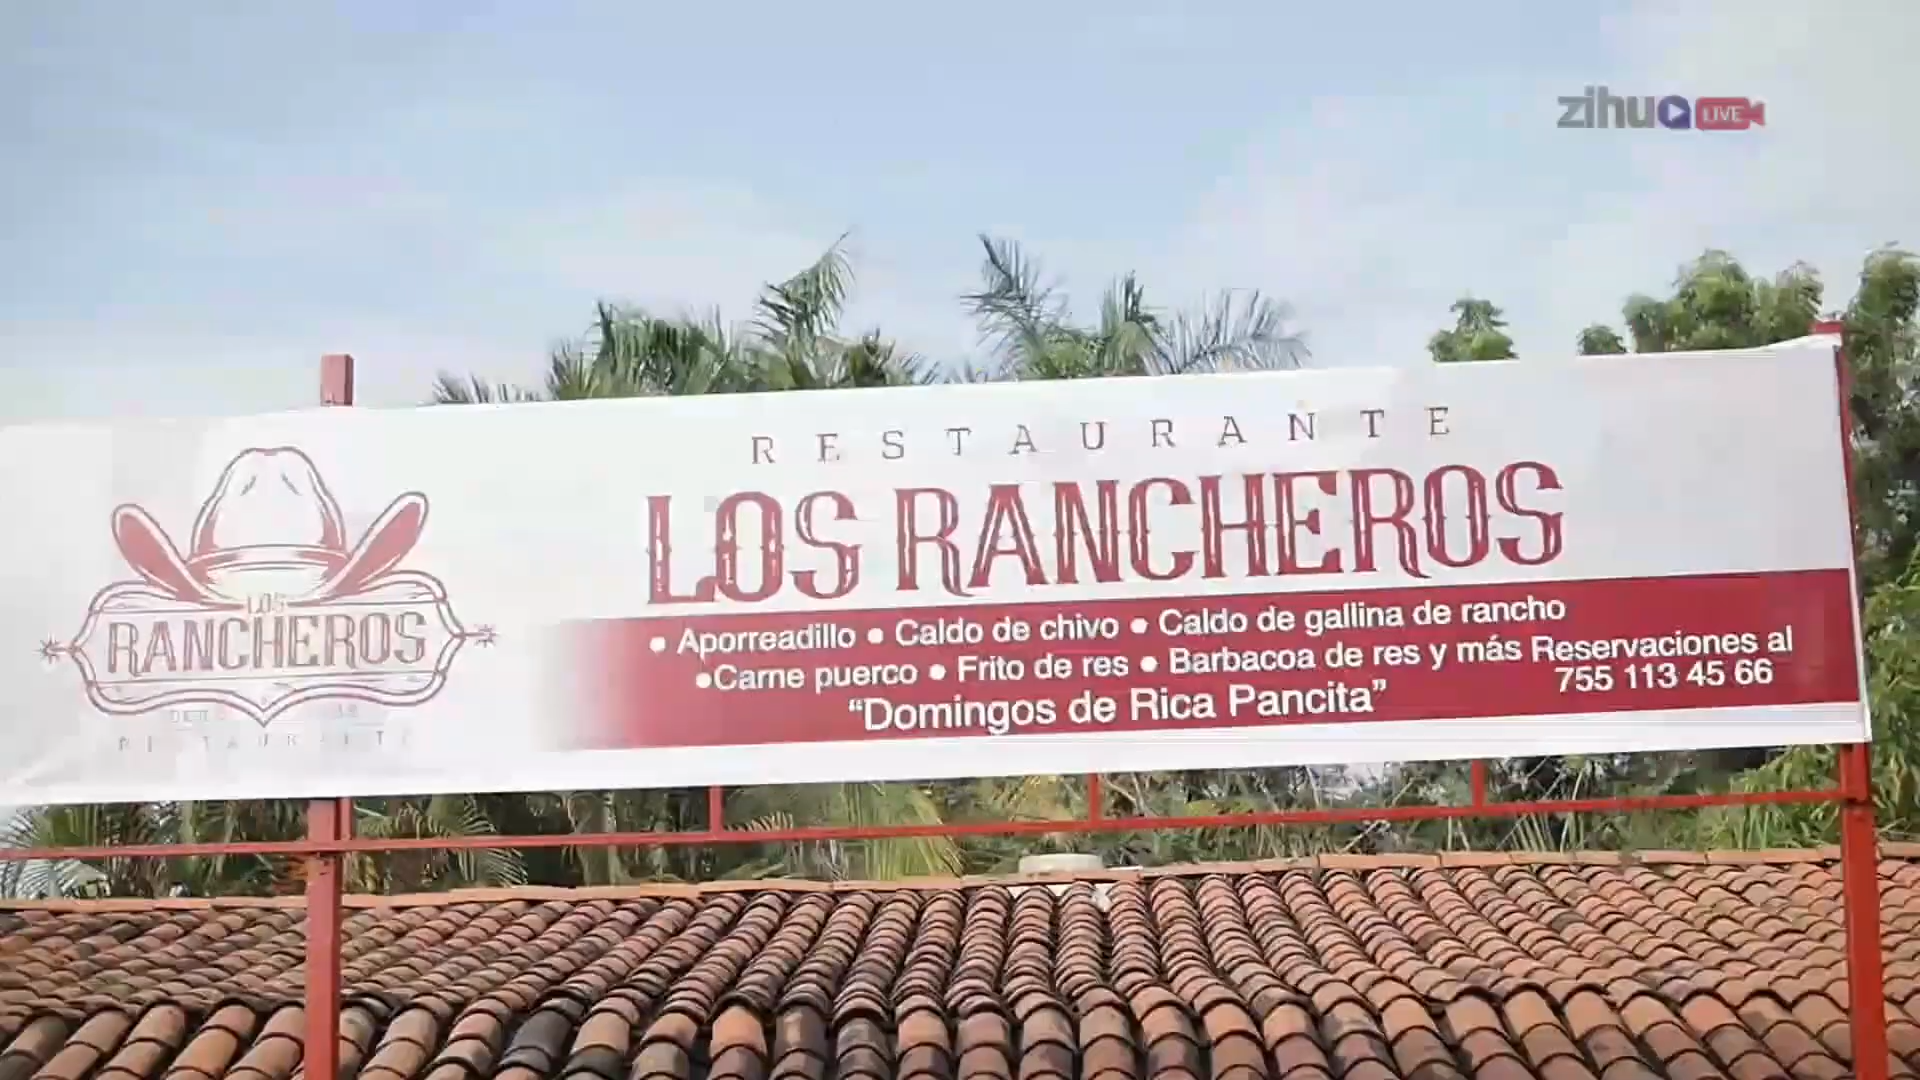 zihua LIVE
RESTAURANTE
LOS RANCHEROS
• Aporreadillo • Caldo de chivo • Caldo de gallina de rancho
•Carne puerco • Frito de res • Barbacoa de res y más Reservaciones al
755 113 45 66
“Domingos de Rica Pancita”
LOS
RANCHEROS
RESTAURANTE